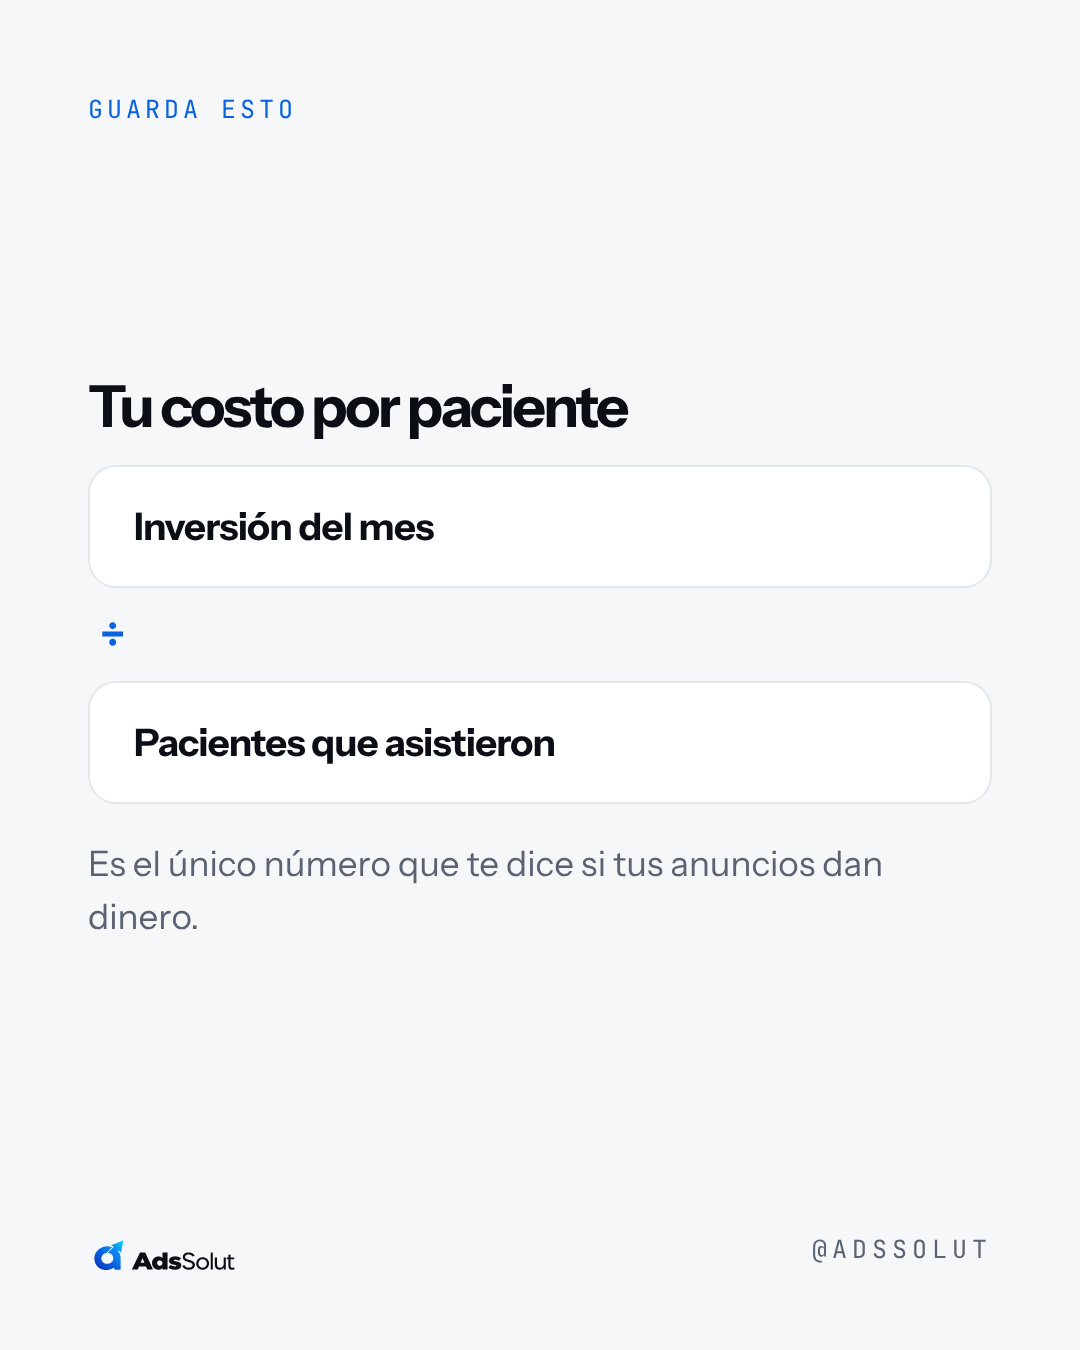 GUARDA ESTO
Tu costo por paciente
Inversión del mes
÷
Pacientes que asistieron
Es el único número que te dice si tus anuncios dan
dinero.
AdsSolut
@ADSSOLUT